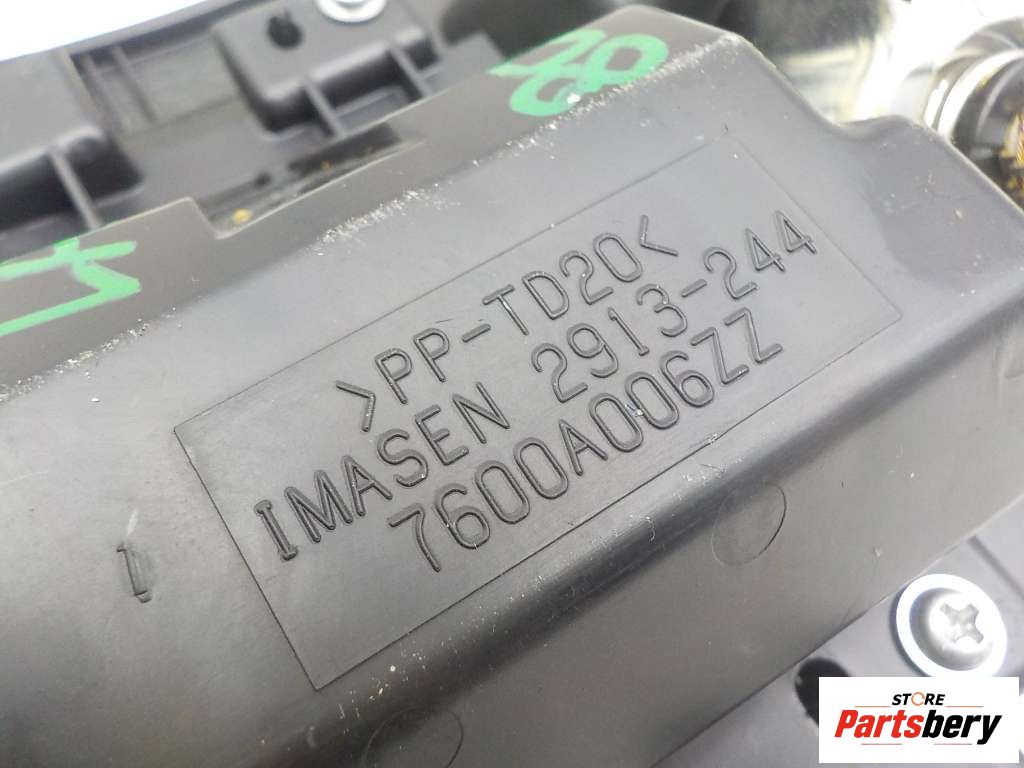 >PP-TD20<
IMASEN 2913-244
7600A006ZZ
STORE
Partsbery